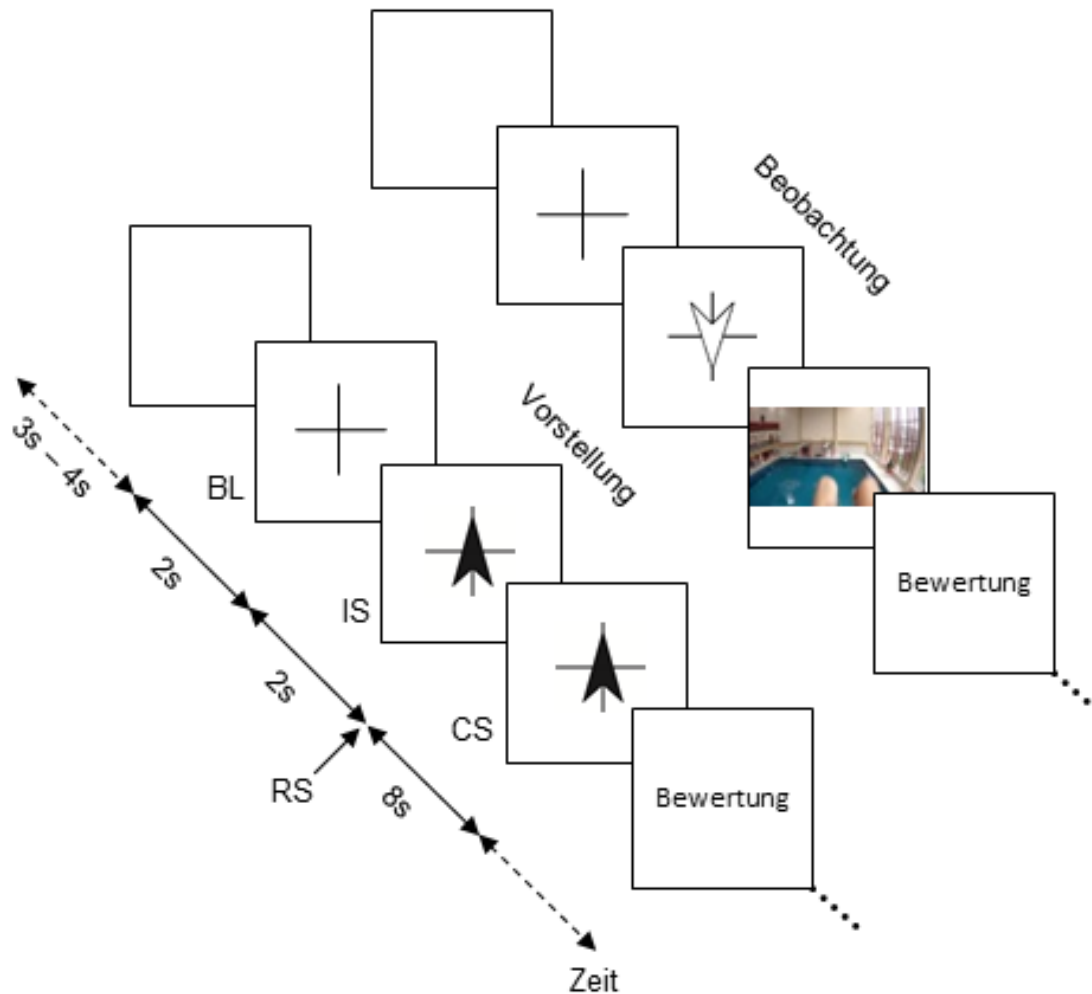 Beobachtung
Vorstellung
3s – 4s
BL
2s
IS
Bewertung
2s
CS
RS
8s
Bewertung
Zeit